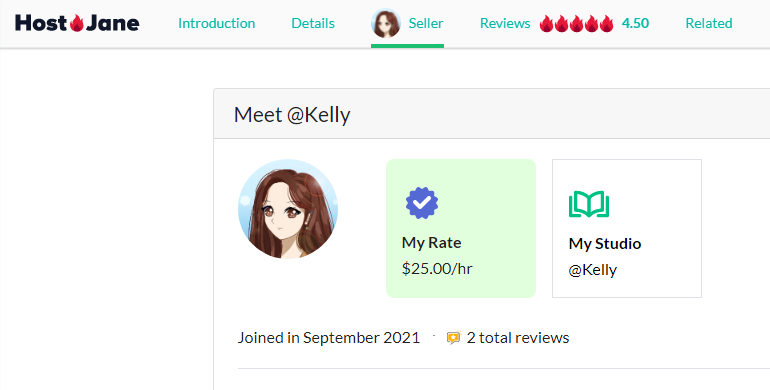 Host Jane Introduction Details Seller Reviews 4.50 Related
Meet @Kelly
My Rate
$25.00/hr
My Studio
@Kelly
Joined in September 2021 · 2 total reviews